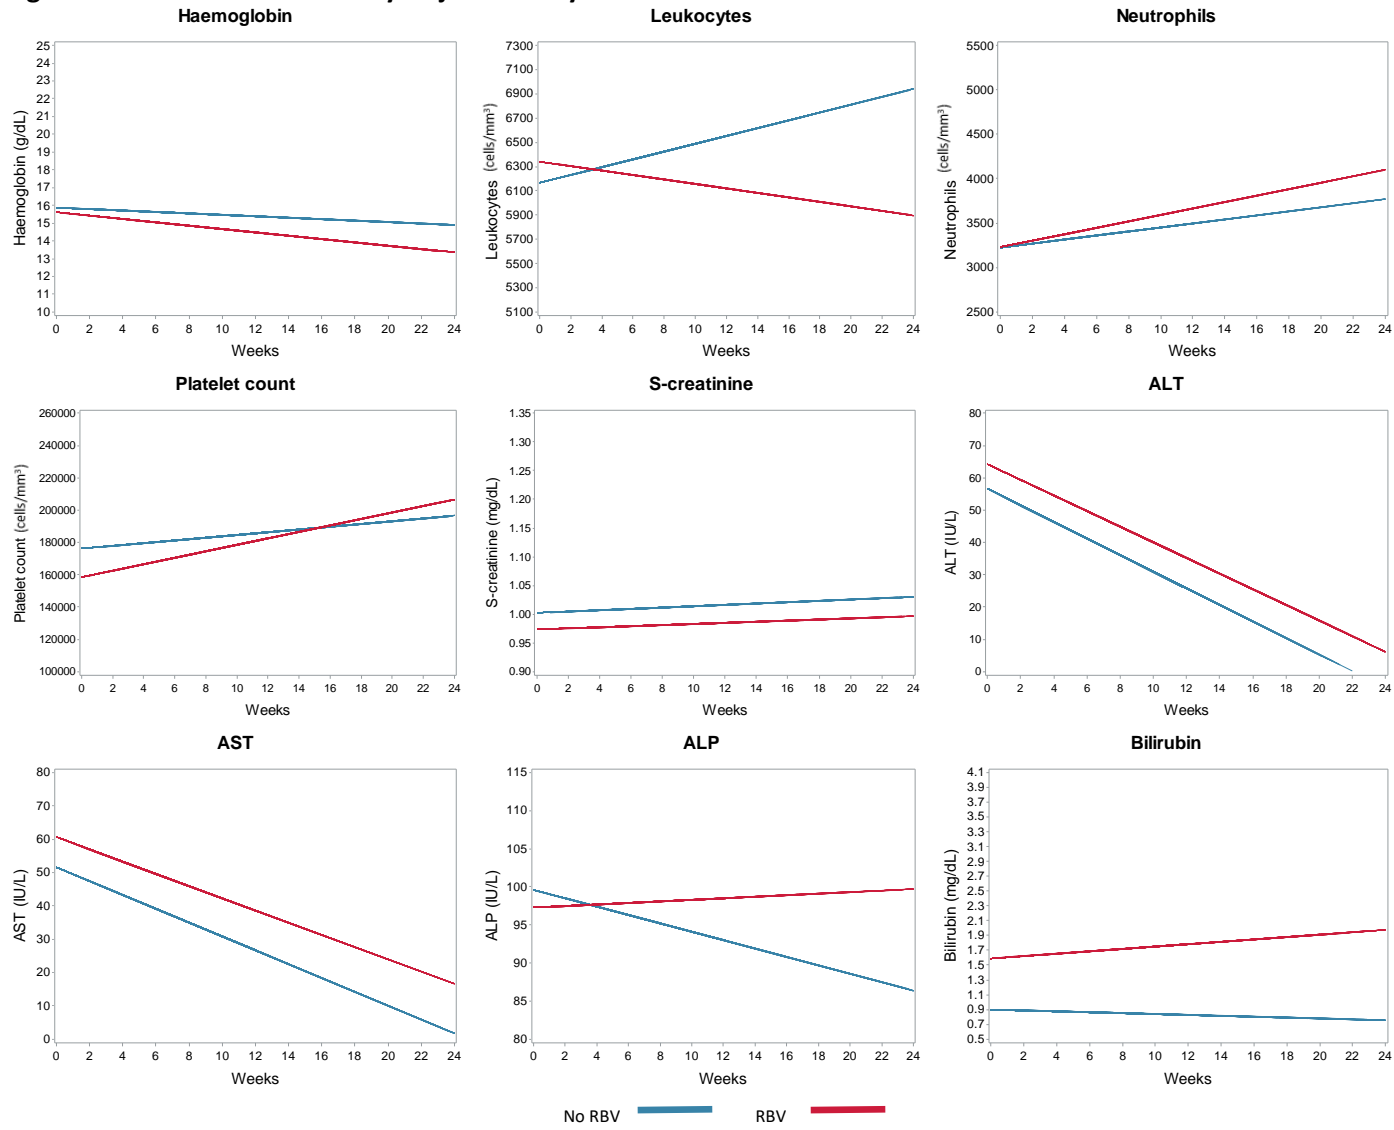 Haemoglobin
Leukocytes
Neutrophils
25
24
23
22
21
20
19
18
17
16
15
14
13
12
11
10
Haemoglobin (g/dL)
0 2 4 6 8 10 12 14 16 18 20 22 24
Weeks
7300
7100
6900
6700
6500
6300
6100
5900
5700
5500
5300
5100
Leukocytes (cells/mm³)
0 2 4 6 8 10 12 14 16 18 20 22 24
Weeks
5500
5000
4500
4000
3500
3000
2500
Neutrophils (cells/mm³)
0 2 4 6 8 10 12 14 16 18 20 22 24
Weeks
Platelet count
S-creatinine
ALT
260000
240000
220000
200000
180000
160000
140000
120000
100000
Platelet count (cells/mm³)
0 2 4 6 8 10 12 14 16 18 20 22 24
Weeks
1.35
1.30
1.25
1.20
1.15
1.10
1.05
1.00
0.95
0.90
S-creatinine (mg/dL)
0 2 4 6 8 10 12 14 16 18 20 22 24
Weeks
80
70
60
50
40
30
20
10
0
ALT (IU/L)
0 2 4 6 8 10 12 14 16 18 20 22 24
Weeks
AST
ALP
Bilirubin
80
70
60
50
40
30
20
10
0
AST (IU/L)
0 2 4 6 8 10 12 14 16 18 20 22 24
Weeks
115
110
105
100
95
90
85
80
ALP (IU/L)
0 2 4 6 8 10 12 14 16 18 20 22 24
Weeks
4.1
3.9
3.7
3.5
3.3
3.1
2.9
2.7
2.5
2.3
2.1
1.9
1.7
1.5
1.3
1.1
0.9
0.7
0.5
Bilirubin (mg/dL)
0 2 4 6 8 10 12 14 16 18 20 22 24
Weeks
No RBV RBV